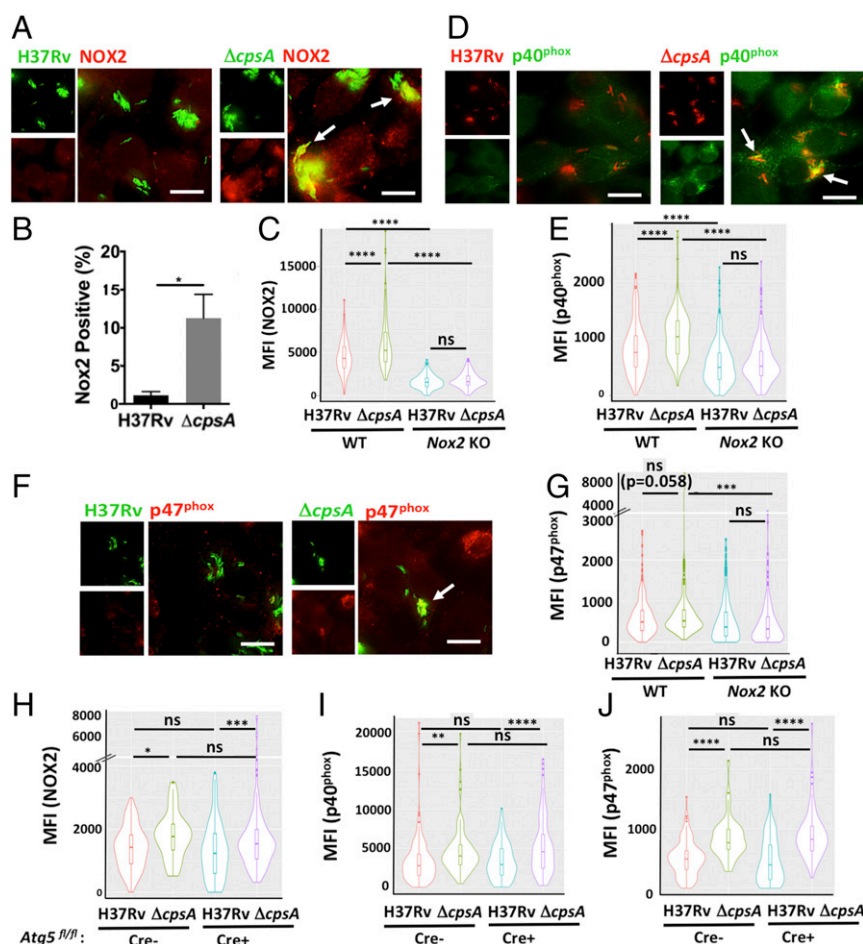 A
H37Rv NOX2
ΔcpsA NOX2
D
H37Rv p40phox
ΔcpsA p40phox
B
Nox2 Positive (%)
20
15
10
5
0
*
H37Rv ΔcpsA
C
MFI (NOX2)
15000
10000
5000
0
****
**** ****
ns
H37Rv ΔcpsA H37Rv ΔcpsA
WT Nox2 KO
E
MFI (p40phox)
2000
1000
0
****
**** ****
ns
H37Rv ΔcpsA H37Rv ΔcpsA
WT Nox2 KO
F
H37Rv p47phox
ΔcpsA p47phox
G
MFI (p47phox)
8000
4000
3000
2000
1000
0
ns
(p=0.058) ***
ns
H37Rv ΔcpsA H37Rv ΔcpsA
WT Nox2 KO
H
MFI (NOX2)
8000
6000
4000
2000
0
ns ***
* ns
H37Rv ΔcpsA H37Rv ΔcpsA
Atg5 fl/fl : Cre- Cre+
I
MFI (p40phox)
20000
15000
10000
5000
0
ns ****
** ns
H37Rv ΔcpsA H37Rv ΔcpsA
Cre- Cre+
J
MFI (p47phox)
2000
1000
0
ns ****
**** ns
H37Rv ΔcpsA H37Rv ΔcpsA
Cre- Cre+